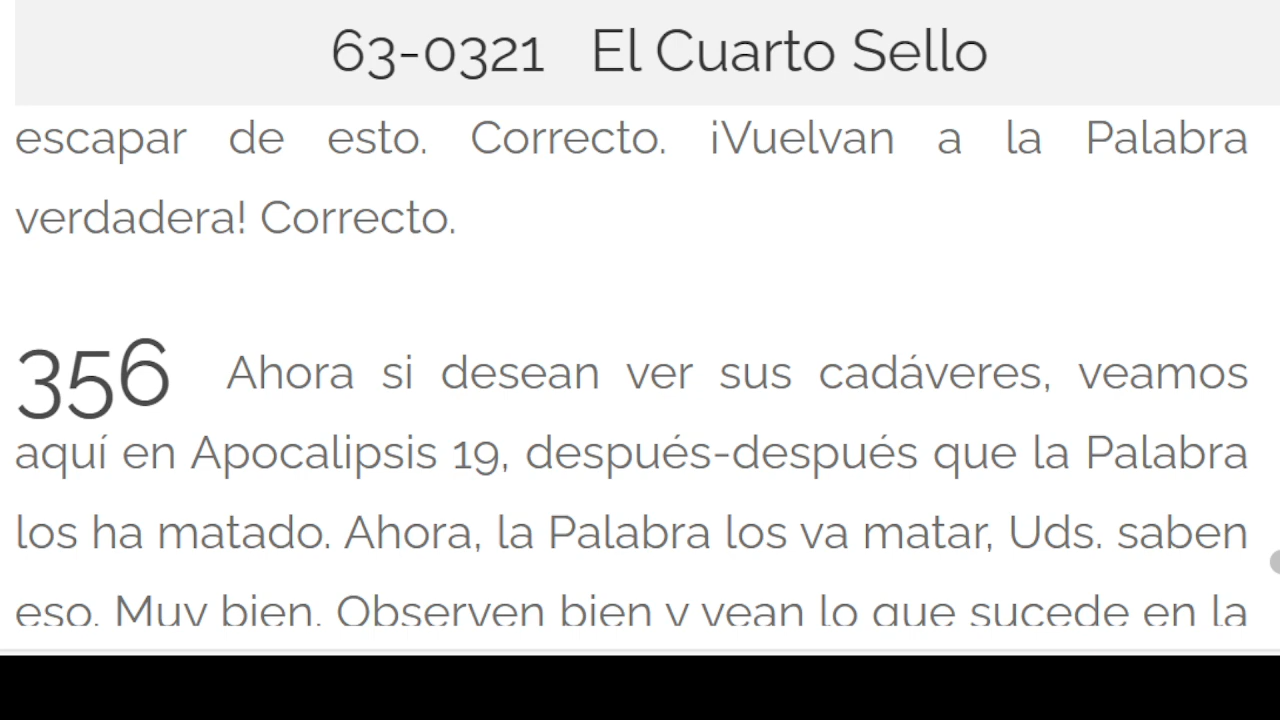 63-0321 El Cuarto Sello
escapar de esto. Correcto. ¡Vuelvan a la Palabra
verdadera! Correcto.
356 Ahora si desean ver sus cadáveres, veamos
aquí en Apocalipsis 19, después-después que la Palabra
los ha matado. Ahora, la Palabra los va matar, Uds. saben
eso. Muy bien. Observen bien y vean lo que sucede en la